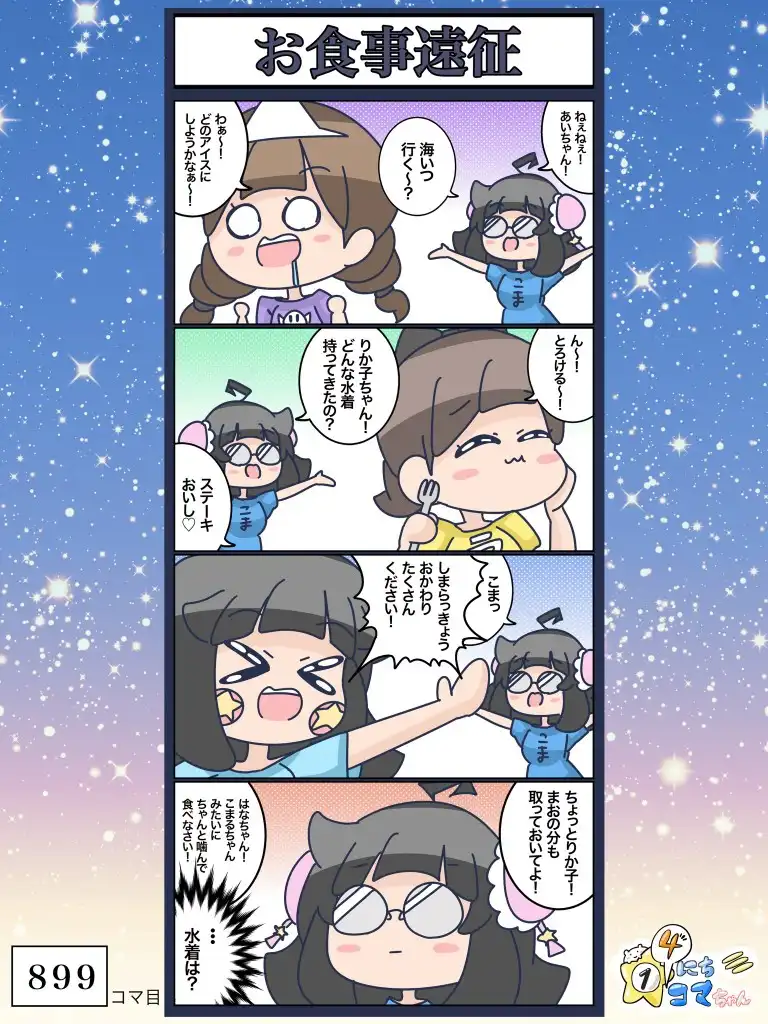 お食事遠征
ねぇねぇ!
あいちゃん!
海いつ
行く〜?
わぁ〜!
どのアイスに
しようかなぁ〜!
こま
ん〜!
とろける〜!
りか子ちゃん!
どんな水着
持ってきたの?
ステーキ
おいし♡
こま
こまっ
しまらっきょう
おかわり
たくさん
ください!
こま
ちょっとりか子!
まおの分も
取っておいてよ!
はなちゃん!
こまるちゃん
みたいに
ちゃんと噛んで
食べなさい!
…
水着は?
899
コマ目
1
にち
4
コマ
ちゃん